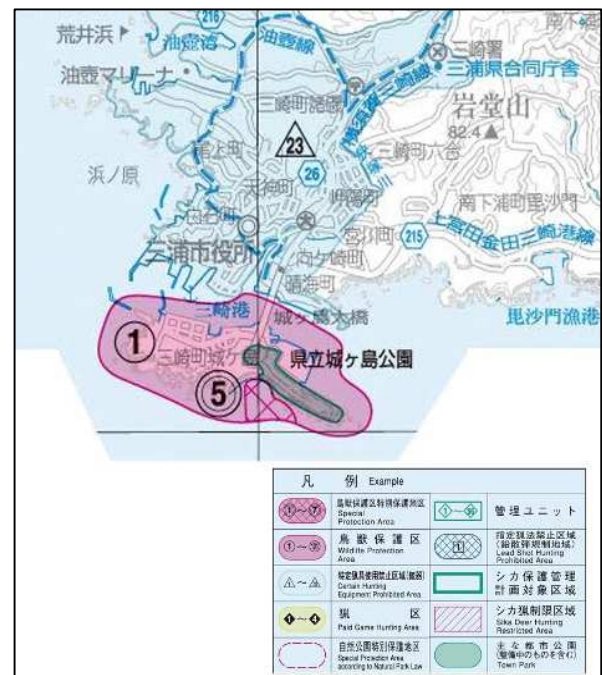 216
荒井浜
油壺湾
油壺線
三崎署
三浦県合同庁舎
油壺マリーナ
岩堂山
82.4
23
三崎町六合
浜ノ原
尾上町
26
天神町
岬陽町
南下浦町毘沙門
白石町
宮川町
215
上宮田金田三崎港線
三浦市役所
向ケ崎町
晴海町
三崎港
城ヶ島大橋
毘沙門漁港
1
三崎町城ケ島
県立城ヶ島公園
5
凡 例 Example
鳥獣保護区特別保護地区
Special
Protection Area
管理ユニット
鳥獣保護区
Wildlife Protection
Area
指定猟法禁止区域
(鉛散弾規制地域)
Lead Shot Hunting
Prohibited Area
特定猟具使用禁止区域(銃器)
Certain Hunting
Equipment Prohibited Area
シカ保護管理
計画対象区域
猟区
Paid Game Hunting Area
シカ猟制限区域
Sika Deer Hunting
Restricted Area
自然公園特別保護地区
Special Protection Area
according to Natural Park Law
主な都市公園
(整備中のものを含む)
Town Park